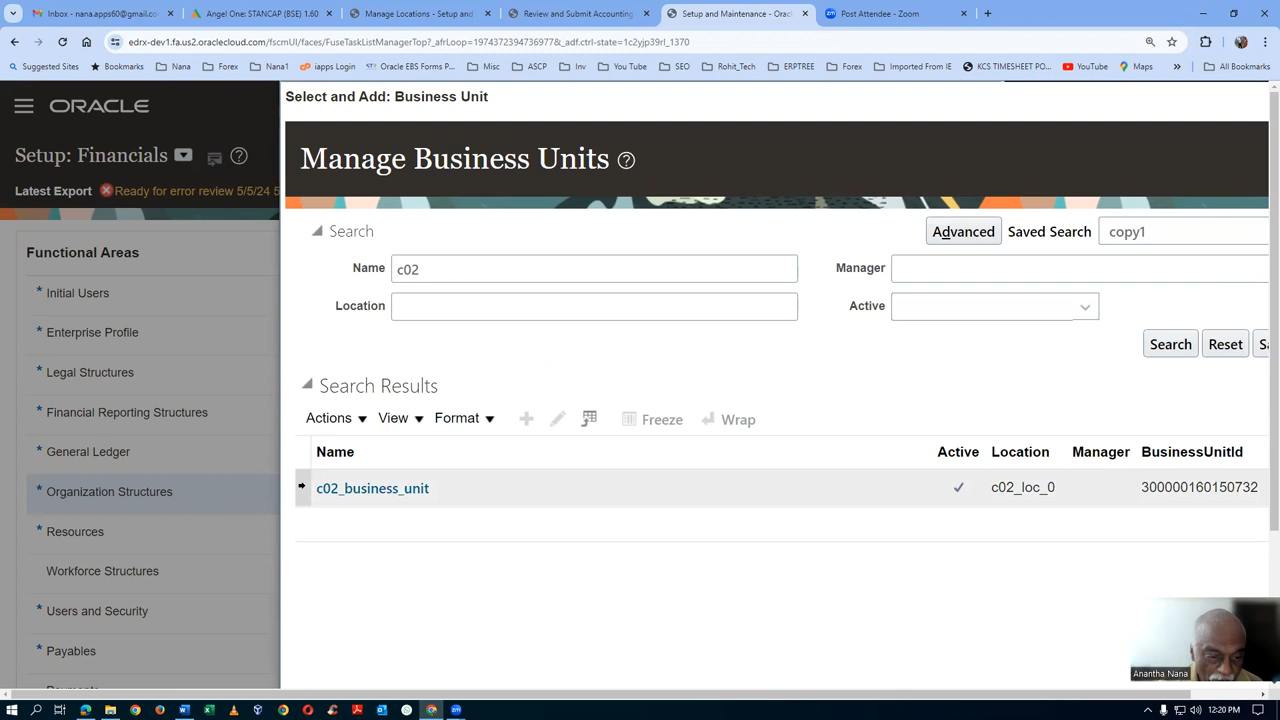 Inbox - nana.apps60@gmail.com
Angel One: STANCAP (BSE) 1.60
Manage Locations - Setup and
Review and Submit Accounting
Setup and Maintenance - Orac
Post Attendee - Zoom
edrx-dev1.fa.us2.oraclecloud.com/fscmUI/faces/FuseTaskListManagerTop?_afrLoop=1974372394736977&_adf.ctrl-state=1c2yjp39rl_1370
Suggested Sites
Bookmarks
Nana
Forex
Nana1
iapps Login
Oracle EBS Forms P...
Misc
ASCP
Inv
You Tube
SEO
Rohit_Tech
ERPTREE
Forex
Imported From IE
KCS TIMESHEET PO...
YouTube
Maps
All Bookmarks
ORACLE
Setup: Financials
Latest Export
Ready for error review 5/5/24 5
Functional Areas
* Initial Users
* Enterprise Profile
* Legal Structures
* Financial Reporting Structures
* General Ledger
* Organization Structures
* Resources
Workforce Structures
* Users and Security
* Payables
Select and Add: Business Unit
Manage Business Units
Search
Advanced
Saved Search
copy1
Name
c02
Manager
Location
Active
Search
Reset
Sa
Search Results
Actions
View
Format
Freeze
Wrap
Name
Active
Location
Manager
BusinessUnitId
c02_business_unit
c02_loc_0
300000160150732
Anantha Nana
12:20 PM